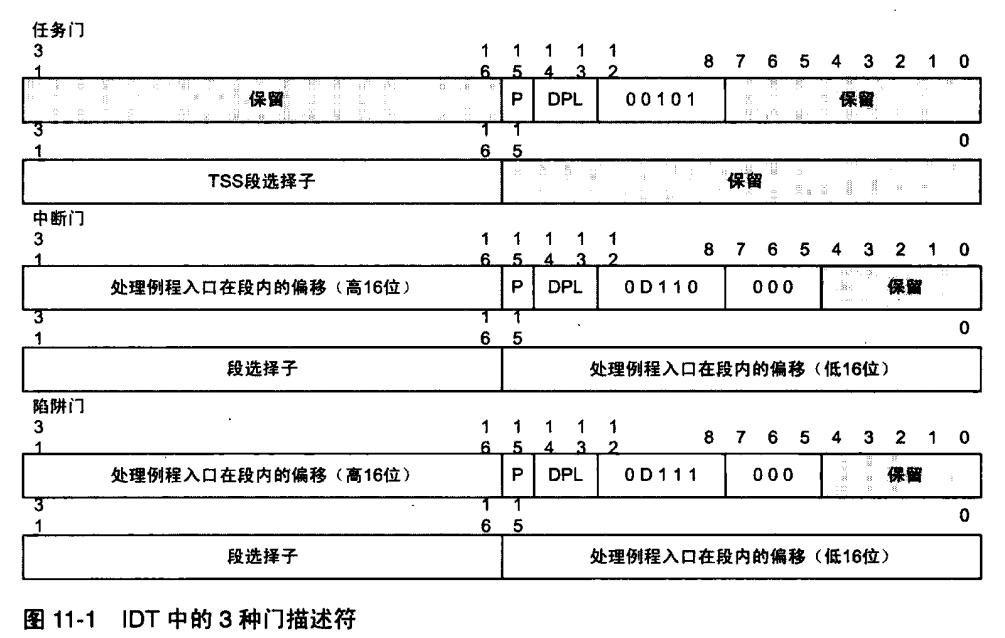 任务门
31 16 15 14 13 12 8 7 6 5 4 3 2 1 0
保留 P DPL 00101 保留
31 16 15 0
TSS段选择子 保留
中断门
31 16 15 14 13 12 8 7 6 5 4 3 2 1 0
处理例程入口在段内的偏移（高16位） P DPL 0D110 000 保留
31 16 15 0
段选择子 处理例程入口在段内的偏移（低16位）
陷阱门
31 16 15 14 13 12 8 7 6 5 4 3 2 1 0
处理例程入口在段内的偏移（高16位） P DPL 0D111 000 保留
31 16 15 0
段选择子 处理例程入口在段内的偏移（低16位）
图 11-1 IDT 中的 3 种门描述符